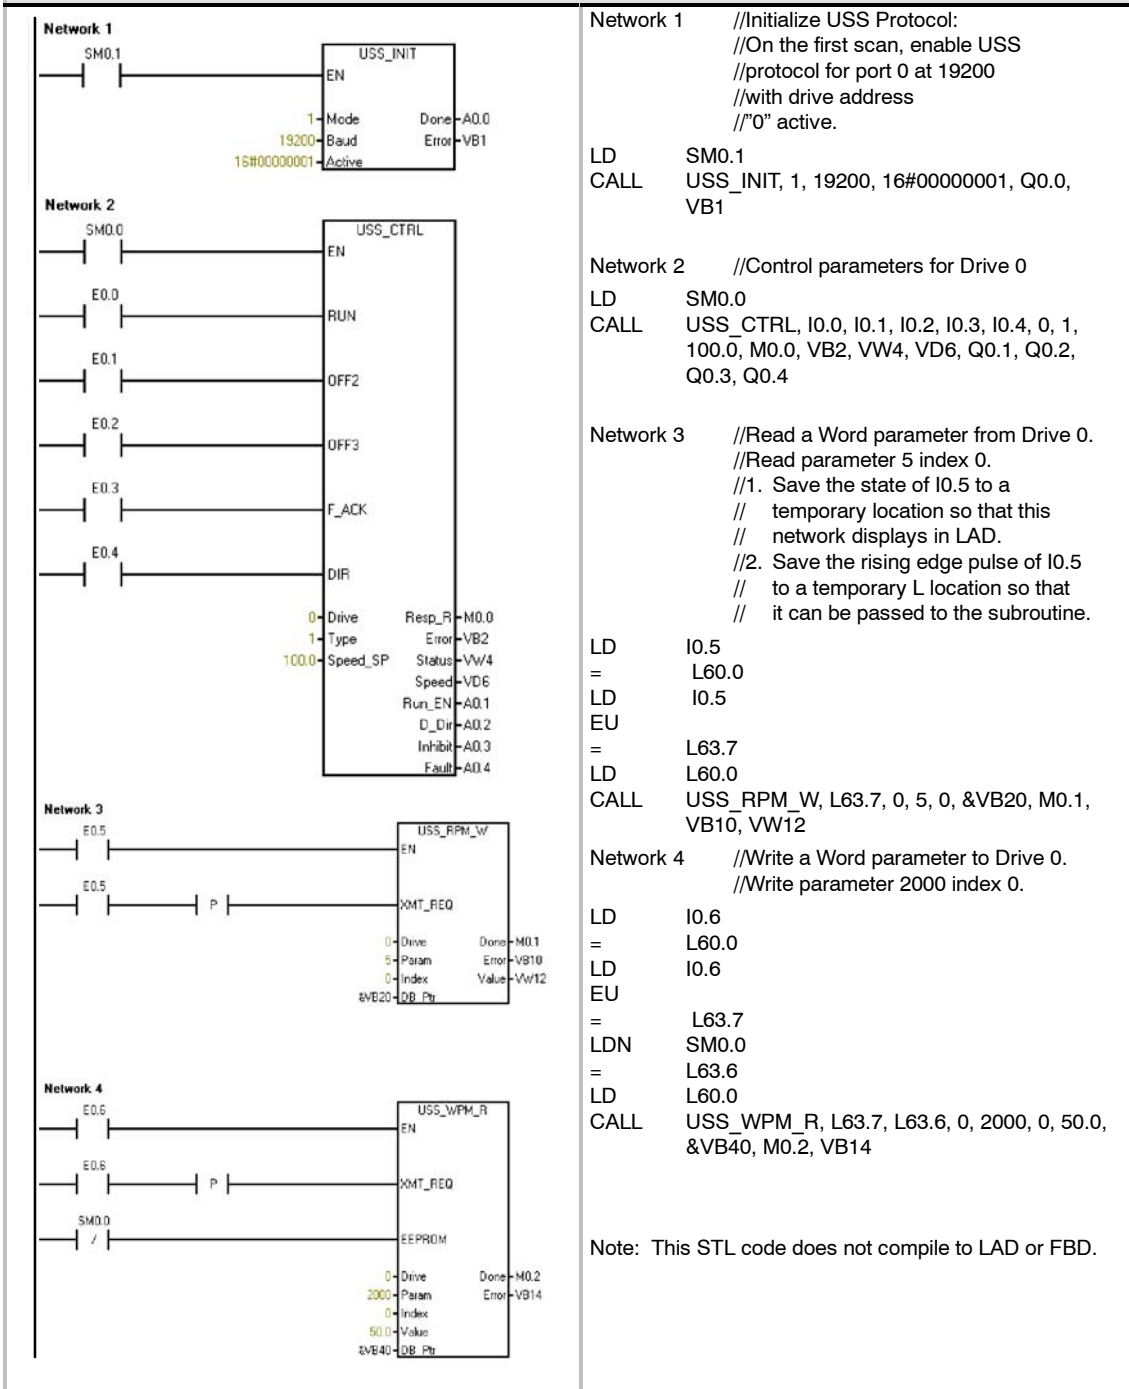 Network 1
SM0.1
USS_INIT
EN
1 Mode Done A0.0
19200 Baud Error VB1
16#00000001 Active
Network 2
SM0.0
USS_CTRL
EN
E0.0
RUN
E0.1
OFF2
E0.2
OFF3
E0.3
F_ACK
E0.4
DIR
0 Drive Resp_R M0.0
1 Type Error VB2
100.0 Speed_SP Status VW4
Speed VD6
Run_EN A0.1
D_Dir A0.2
Inhibit A0.3
Fault A0.4
Network 3
E0.5
USS_RPM_W
EN
E0.5
P
XMT_REQ
0 Drive Done M0.1
5 Param Error VB10
0 Index Value VW12
&VB20 DB_Ptr
Network 4
E0.6
USS_WPM_R
EN
E0.6
P
XMT_REQ
SM0.0
/
EEPROM
0 Drive Done M0.2
2000 Param Error VB14
0 Index
50.0 Value
&VB40 DB_Ptr
Network 1 //Initialize USS Protocol:
//On the first scan, enable USS
//protocol for port 0 at 19200
//with drive address
//”0” active.
LD SM0.1
CALL USS_INIT, 1, 19200, 16#00000001, Q0.0,
VB1
Network 2 //Control parameters for Drive 0
LD SM0.0
CALL USS_CTRL, I0.0, I0.1, I0.2, I0.3, I0.4, 0, 1,
100.0, M0.0, VB2, VW4, VD6, Q0.1, Q0.2,
Q0.3, Q0.4
Network 3 //Read a Word parameter from Drive 0.
//Read parameter 5 index 0.
//1. Save the state of I0.5 to a
// temporary location so that this
// network displays in LAD.
//2. Save the rising edge pulse of I0.5
// to a temporary L location so that
// it can be passed to the subroutine.
LD I0.5
= L60.0
LD I0.5
EU
= L63.7
LD L60.0
CALL USS_RPM_W, L63.7, 0, 5, 0, &VB20, M0.1,
VB10, VW12
Network 4 //Write a Word parameter to Drive 0.
//Write parameter 2000 index 0.
LD I0.6
= L60.0
LD I0.6
EU
= L63.7
LDN SM0.0
= L63.6
LD L60.0
CALL USS_WPM_R, L63.7, L63.6, 0, 2000, 0, 50.0,
&VB40, M0.2, VB14
Note: This STL code does not compile to LAD or FBD.